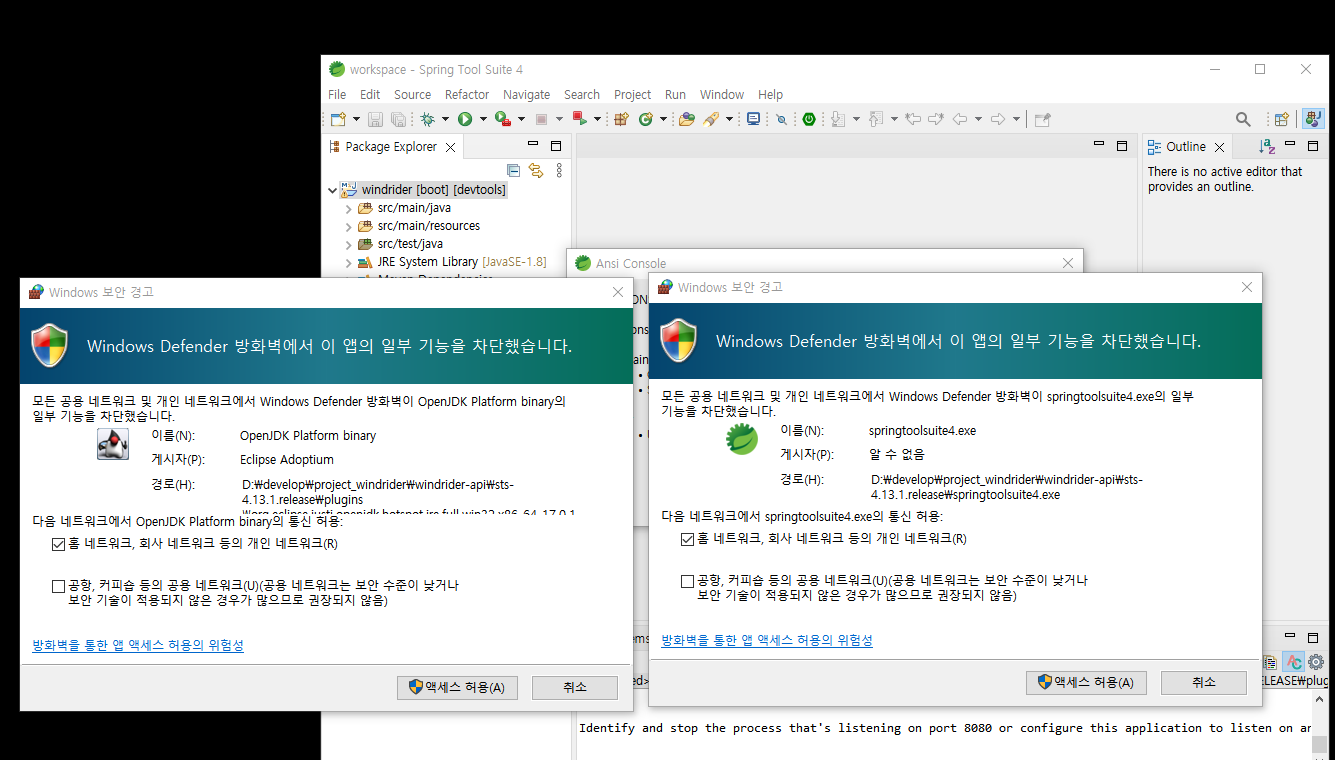 workspace - Spring Tool Suite 4
File Edit Source Refactor Navigate Search Project Run Window Help
Package Explorer
windrider [boot] [devtools]
src/main/java
src/main/resources
src/test/java
JRE System Library [JavaSE-1.8]
Outline
There is no active editor that
provides an outline.
Ansi Console
Windows 보안 경고
Windows Defender 방화벽에서 이 앱의 일부 기능을 차단했습니다.
모든 공용 네트워크 및 개인 네트워크에서 Windows Defender 방화벽이 OpenJDK Platform binary의
일부 기능을 차단했습니다.
이름(N): OpenJDK Platform binary
게시자(P): Eclipse Adoptium
경로(H): D:₩develop₩project_windrider₩windrider-api₩sts-
4.13.1.release₩plugins
다음 네트워크에서 OpenJDK Platform binary의 통신 허용:
홈 네트워크, 회사 네트워크 등의 개인 네트워크(R)
공항, 커피숍 등의 공용 네트워크(U)(공용 네트워크는 보안 수준이 낮거나
보안 기술이 적용되지 않은 경우가 많으므로 권장되지 않음)
방화벽을 통한 앱 액세스 허용의 위험성
액세스 허용(A) 취소
Windows 보안 경고
Windows Defender 방화벽에서 이 앱의 일부 기능을 차단했습니다.
모든 공용 네트워크 및 개인 네트워크에서 Windows Defender 방화벽이 springtoolsuite4.exe의 일부
기능을 차단했습니다.
이름(N): springtoolsuite4.exe
게시자(P): 알 수 없음
경로(H): D:₩develop₩project_windrider₩windrider-api₩sts-
4.13.1.release₩springtoolsuite4.exe
다음 네트워크에서 springtoolsuite4.exe의 통신 허용:
홈 네트워크, 회사 네트워크 등의 개인 네트워크(R)
공항, 커피숍 등의 공용 네트워크(U)(공용 네트워크는 보안 수준이 낮거나
보안 기술이 적용되지 않은 경우가 많으므로 권장되지 않음)
방화벽을 통한 앱 액세스 허용의 위험성
액세스 허용(A) 취소
Identify and stop the process that's listening on port 8080 or configure this application to listen on